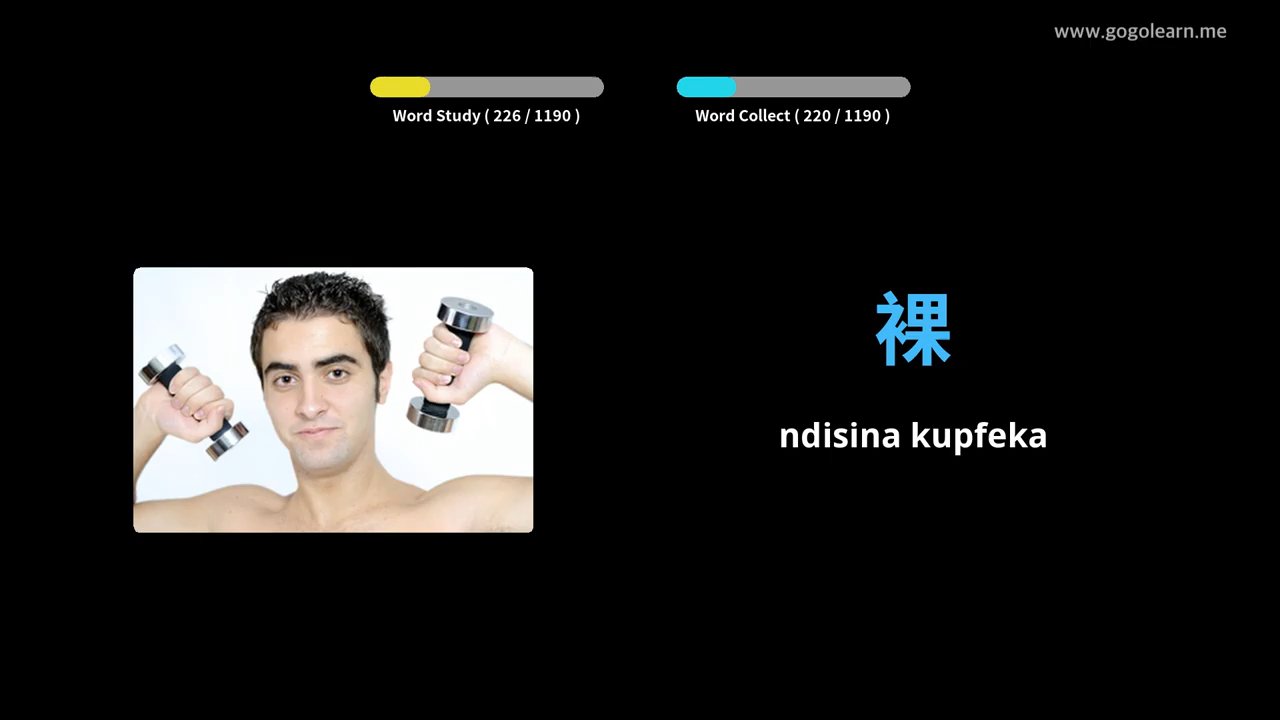 www.gogolearn.me
Word Study ( 226 / 1190 )
Word Collect ( 220 / 1190 )
裸
ndisina kupfeka